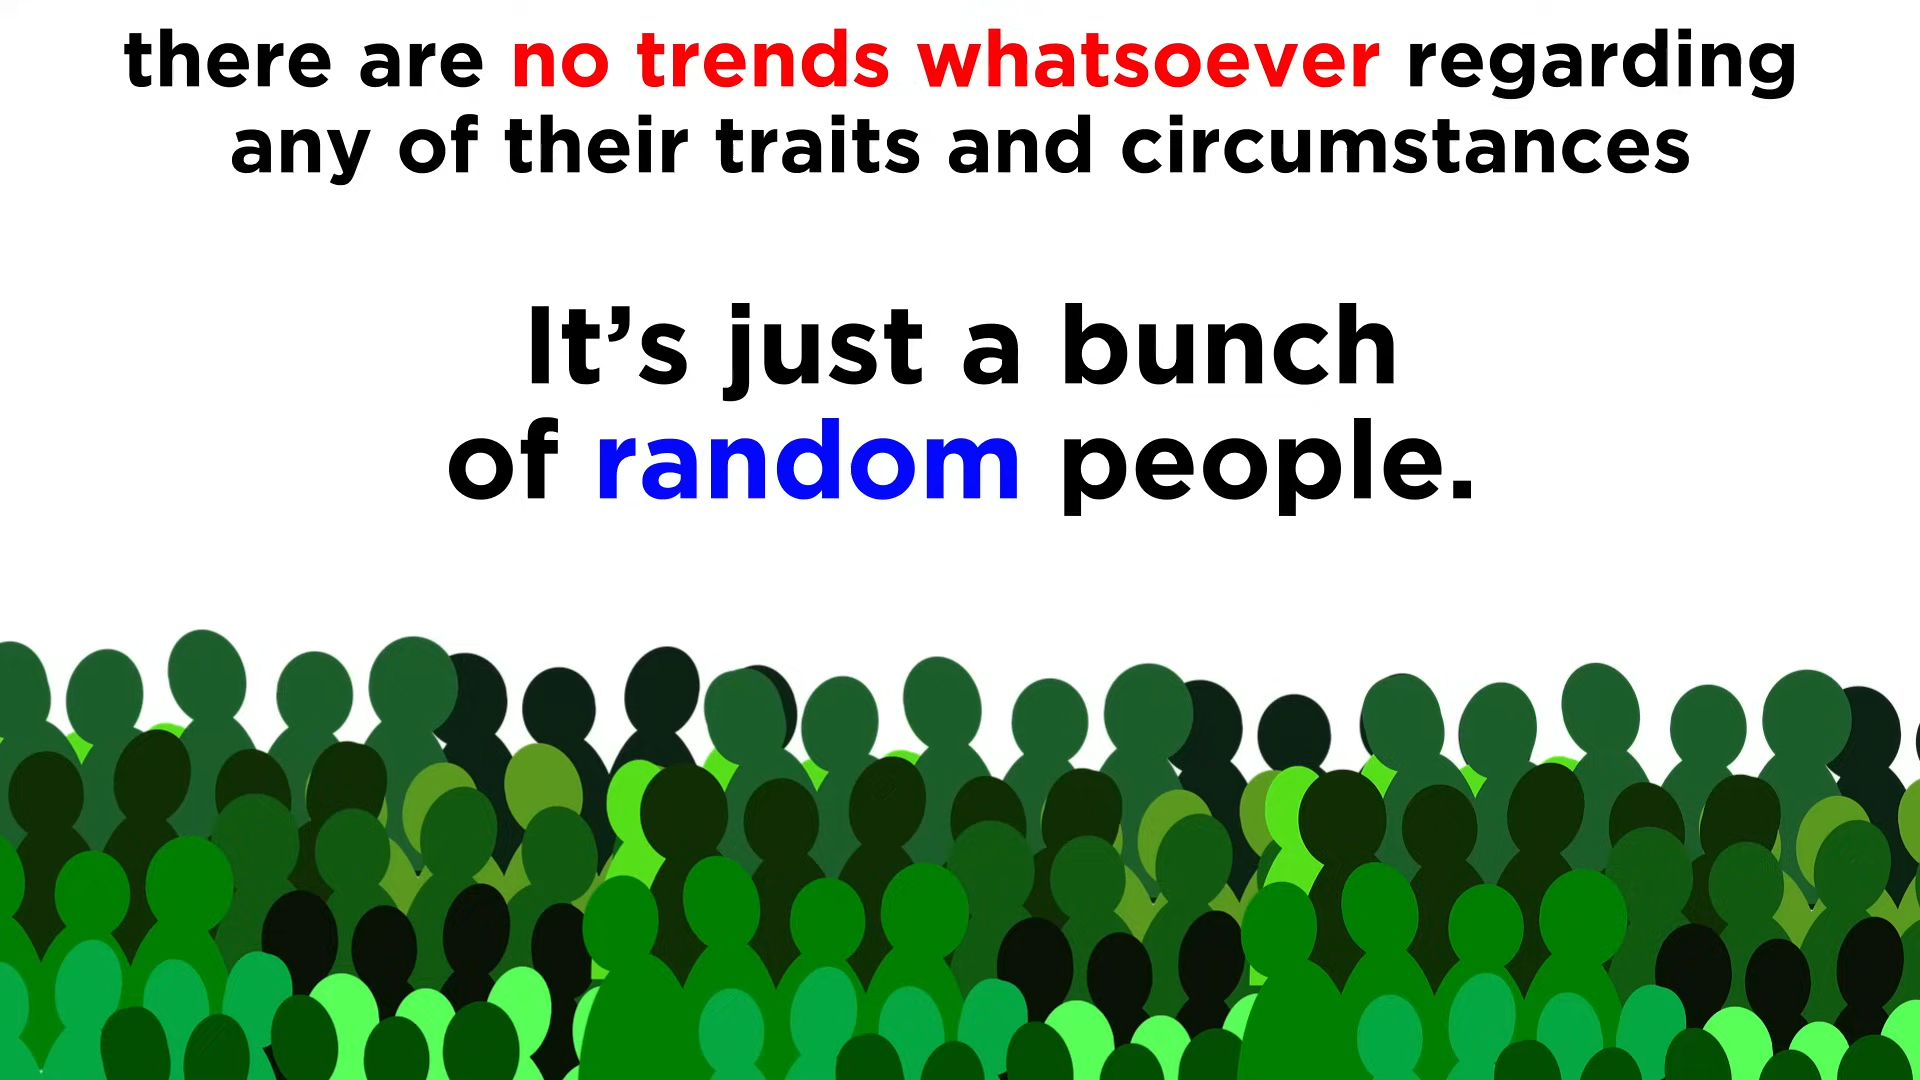 there are no trends whatsoever regarding
any of their traits and circumstances
It’s just a bunch
of random people.